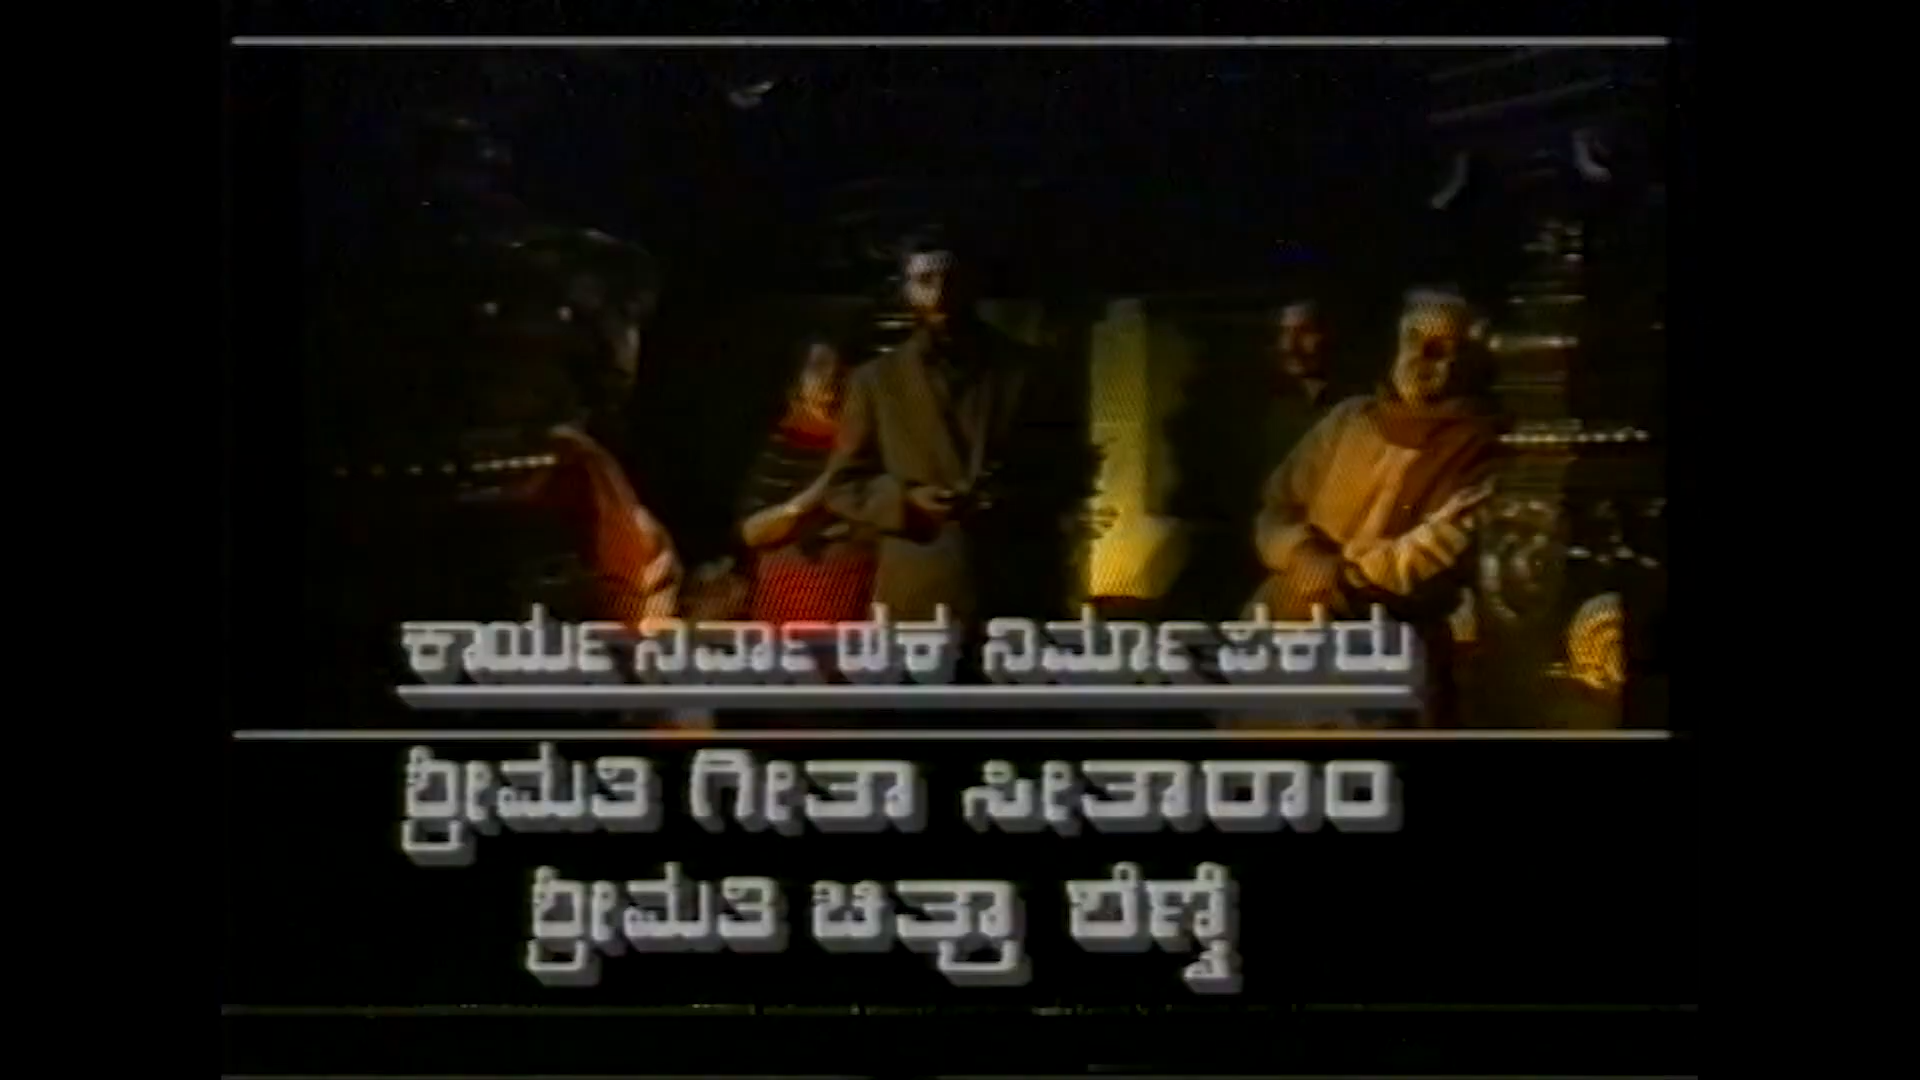 ಕಾರ್ಯನಿರ್ವಾಹಕ ನಿರ್ಮಾಪಕರು
ಶ್ರೀಮತಿ ಗೀತಾ ಸೀತಾರಾಂ
ಶ್ರೀಮತಿ ಚಿತ್ರಾ ಶೆಣೈ